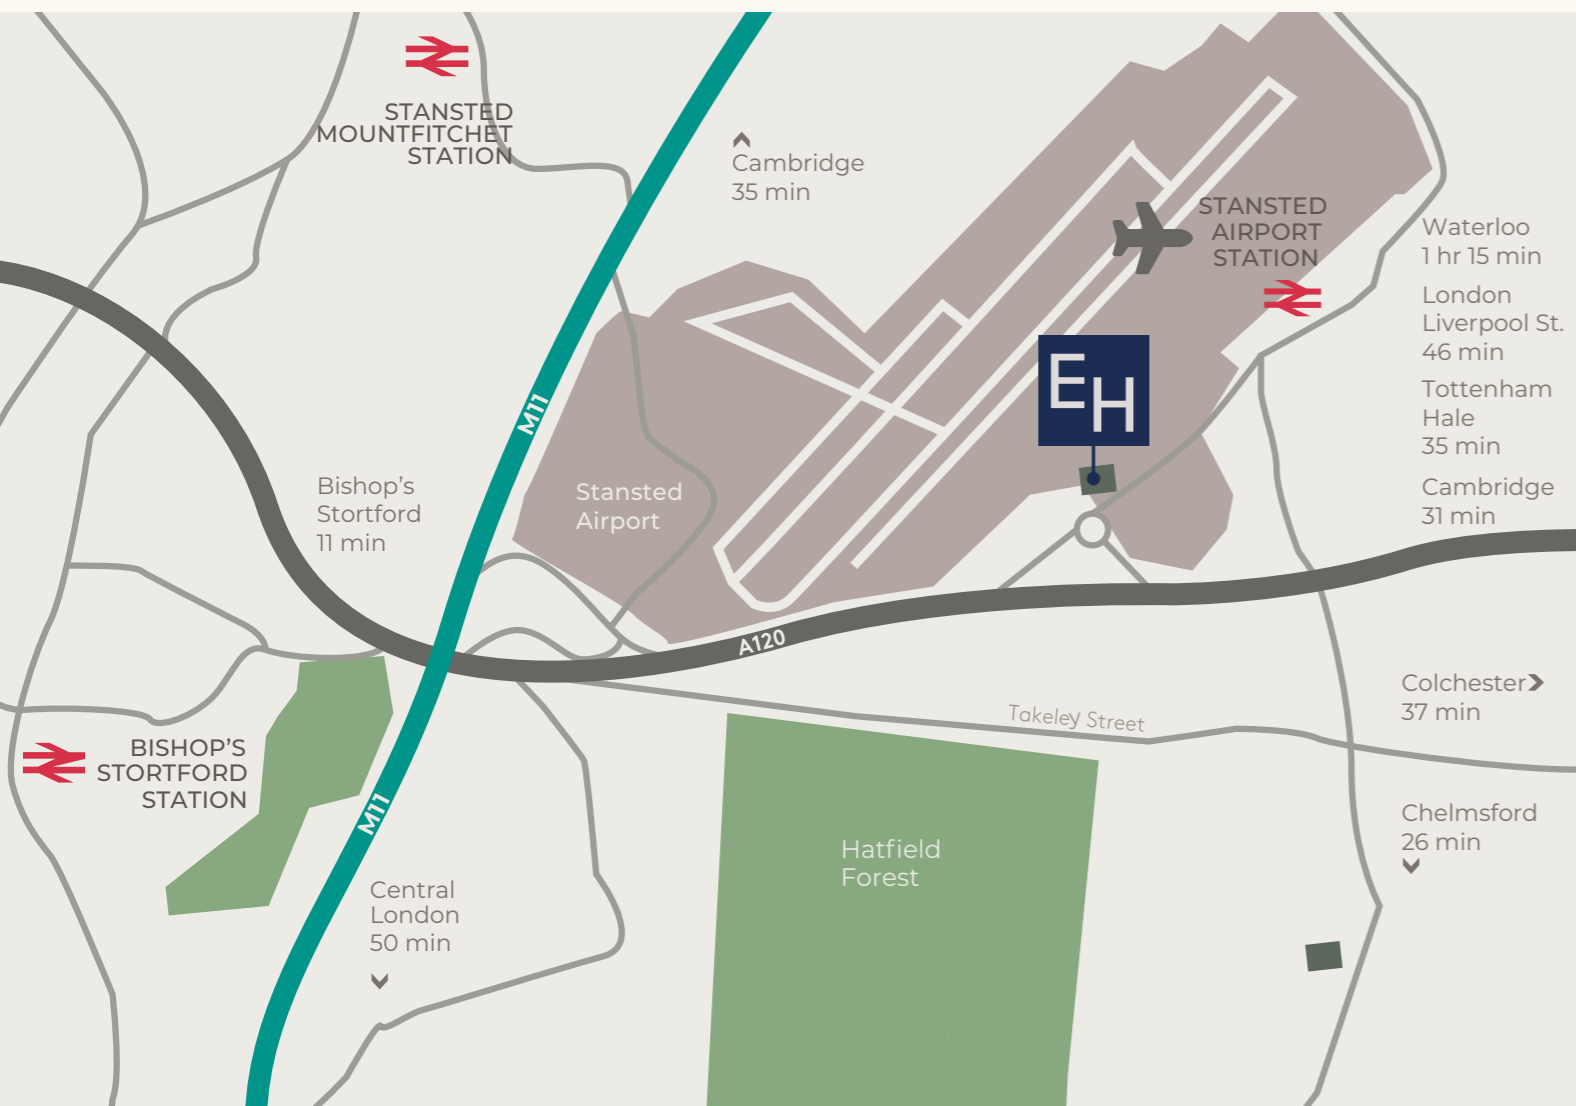 STANSTED
MOUNTFITCHET
STATION
Cambridge
35 min
STANSTED
AIRPORT
STATION
Waterloo
1 hr 15 min
London
Liverpool St.
46 min
Tottenham
Hale
35 min
Cambridge
31 min
EH
M11
Bishop's
Stortford
11 min
Stansted
Airport
A120
Colchester
37 min
Takeley Street
BISHOP'S
STORTFORD
STATION
M11
Chelmsford
26 min
Hatfield
Forest
Central
London
50 min